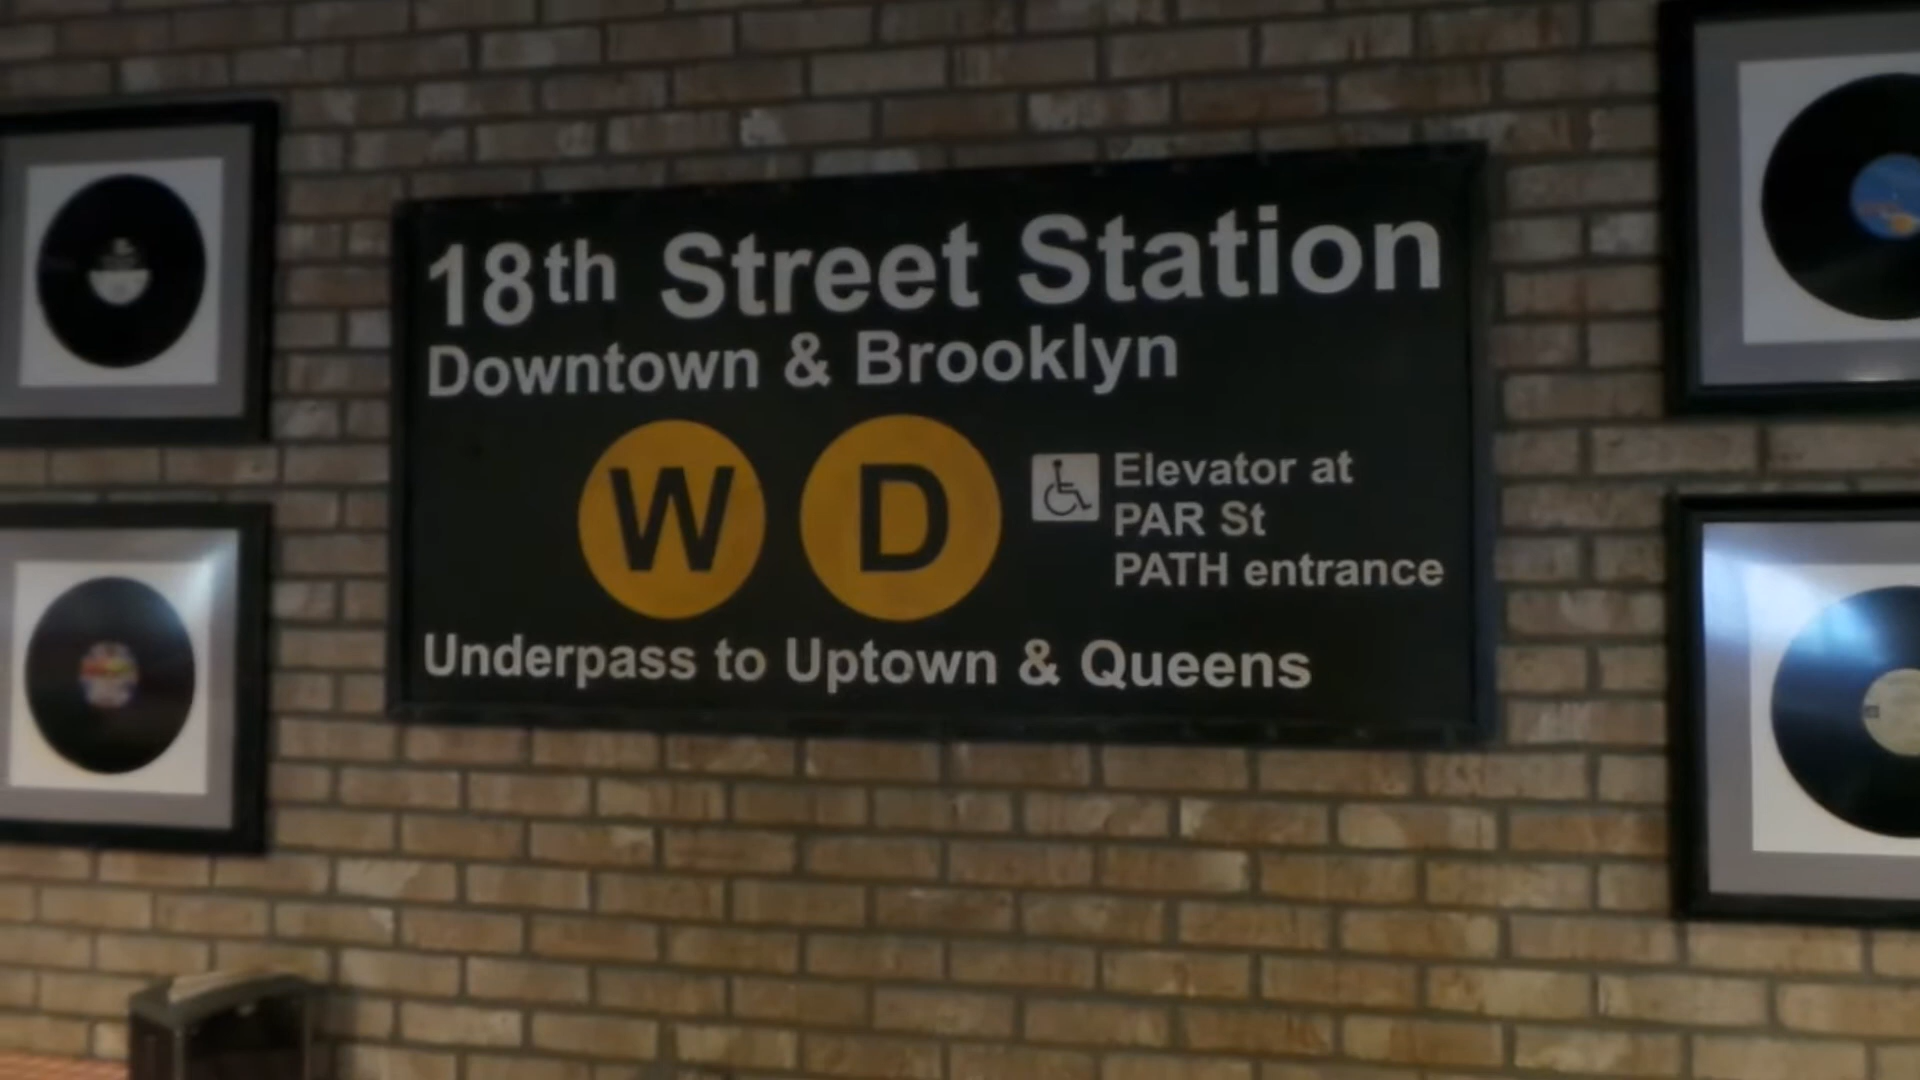 18th Street Station
Downtown & Brooklyn
W D
Elevator at
PAR St
PATH entrance
Underpass to Uptown & Queens